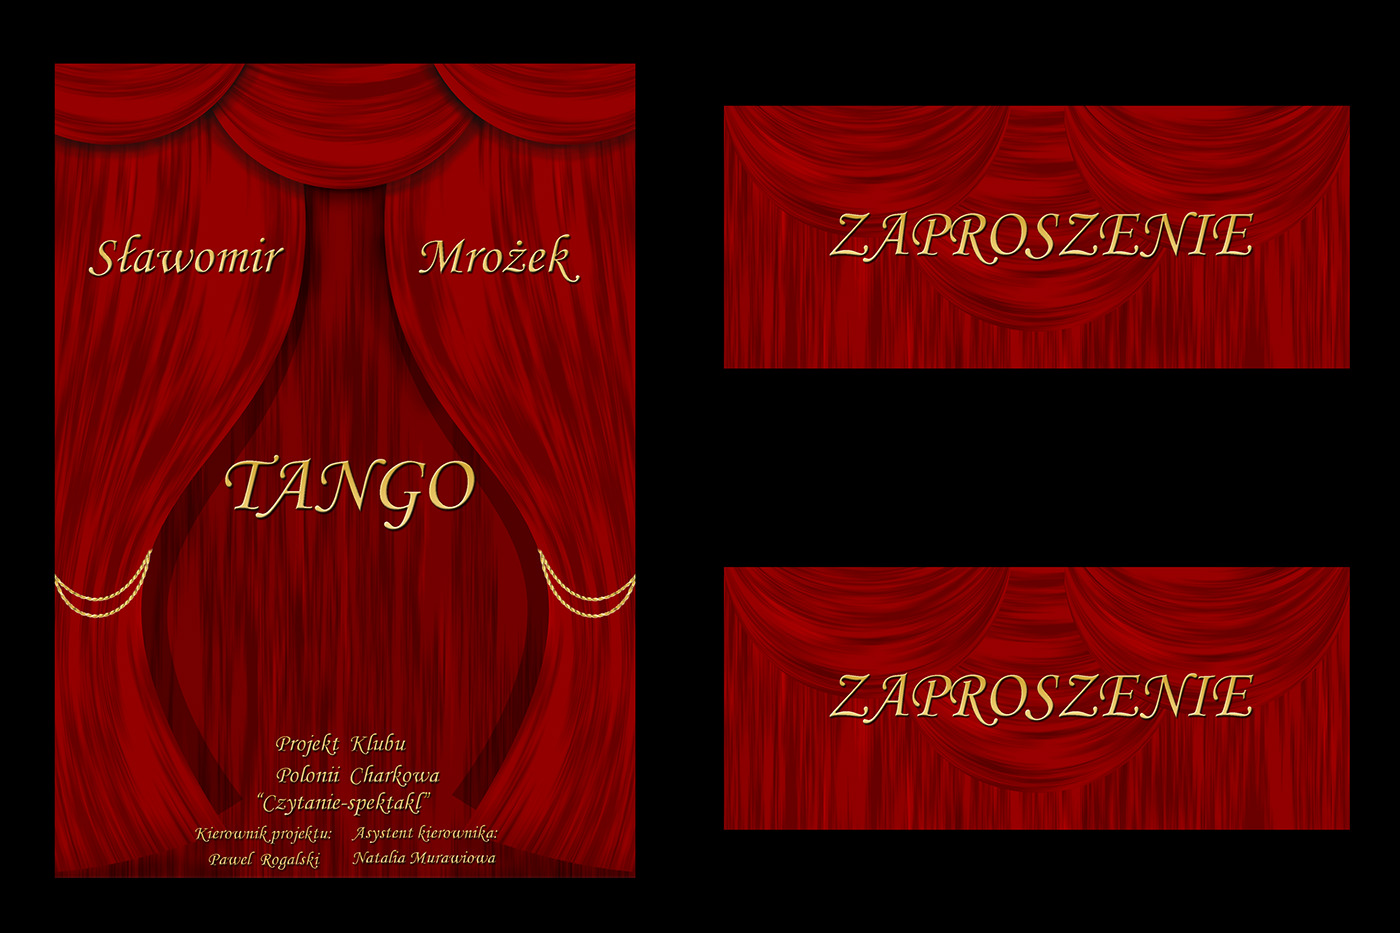 Sławomir Mrożek
TANGO
Projekt Klubu
Polonii Charkowa
“Czytanie-spektakl”
Kierownik projektu: Asystent kierownika:
Paweł Rogalski Natalia Murawiowa
ZAPROSZENIE
ZAPROSZENIE